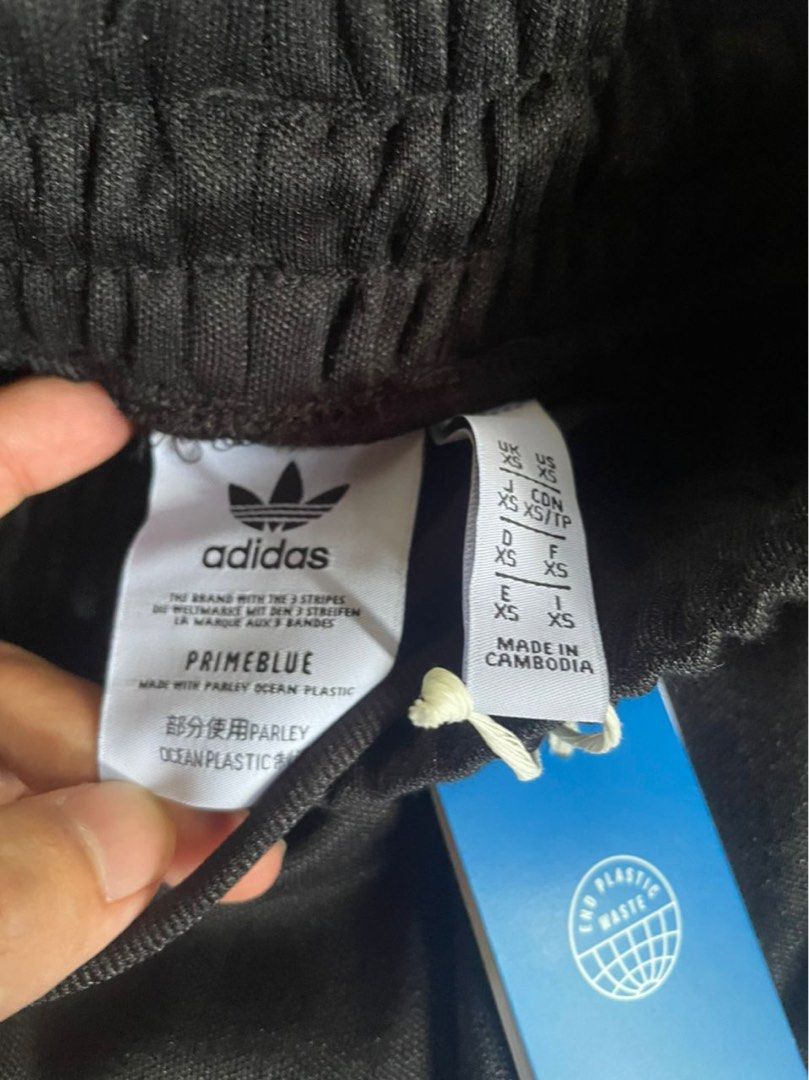 adidas
THE BRAND WITH THE 3 STRIPES
DIE WELTMARKE MIT DEN 3 STREIFEN
LA MARQUE AUX 3 BANDES
PRIMEBLUE
MADE WITH PARLEY OCEAN PLASTIC
部分使用PARLEY
OCEAN PLASTIC
UK US
XS XS
J CDN
XS XS/TP
D F
XS XS
E I
XS XS
MADE IN
CAMBODIA
END PLASTIC
WASTE